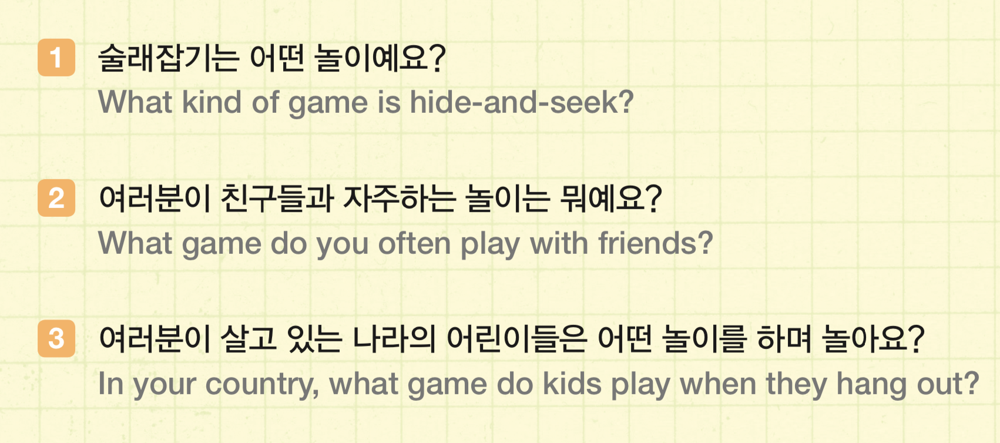 1 술래잡기는 어떤 놀이예요?
What kind of game is hide-and-seek?
2 여러분이 친구들과 자주하는 놀이는 뭐예요?
What game do you often play with friends?
3 여러분이 살고 있는 나라의 어린이들은 어떤 놀이를 하며 놀아요?
In your country, what game do kids play when they hang out?